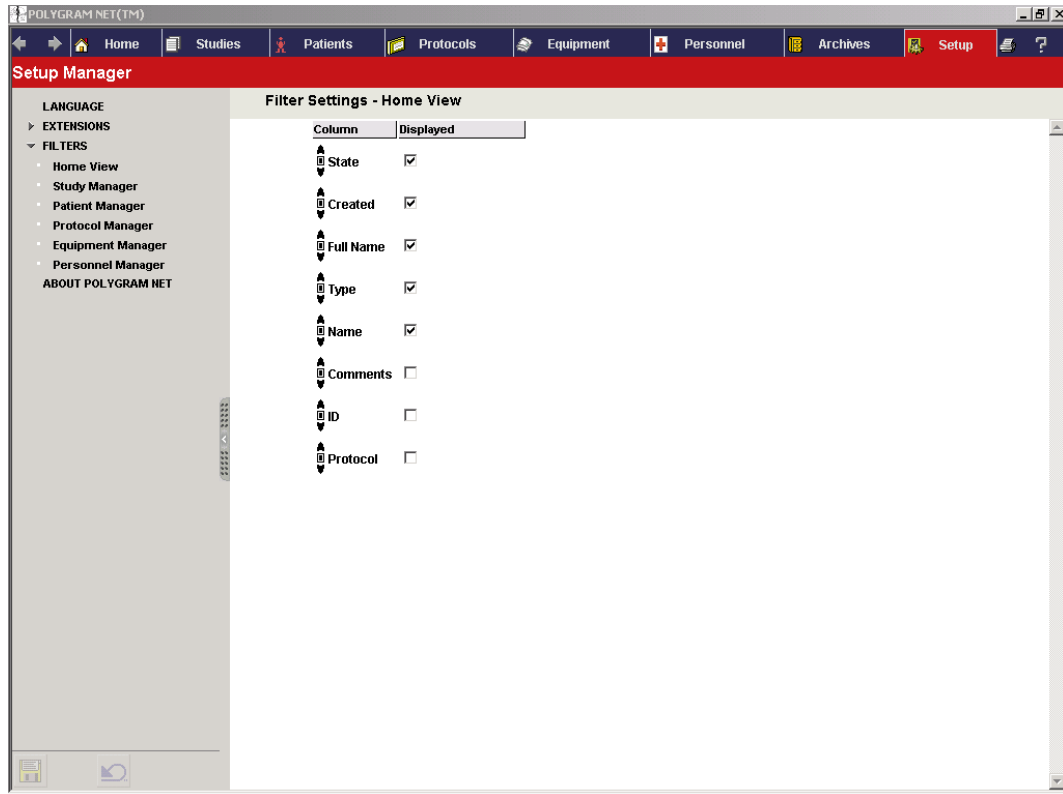 POLYGRAM NET(TM)
Home Studies Patients Protocols Equipment Personnel Archives Setup ?
Setup Manager
LANGUAGE
EXTENSIONS
FILTERS
Home View
Study Manager
Patient Manager
Protocol Manager
Equipment Manager
Personnel Manager
ABOUT POLYGRAM NET
Filter Settings - Home View
Column Displayed
State
Created
Full Name
Type
Name
Comments
ID
Protocol